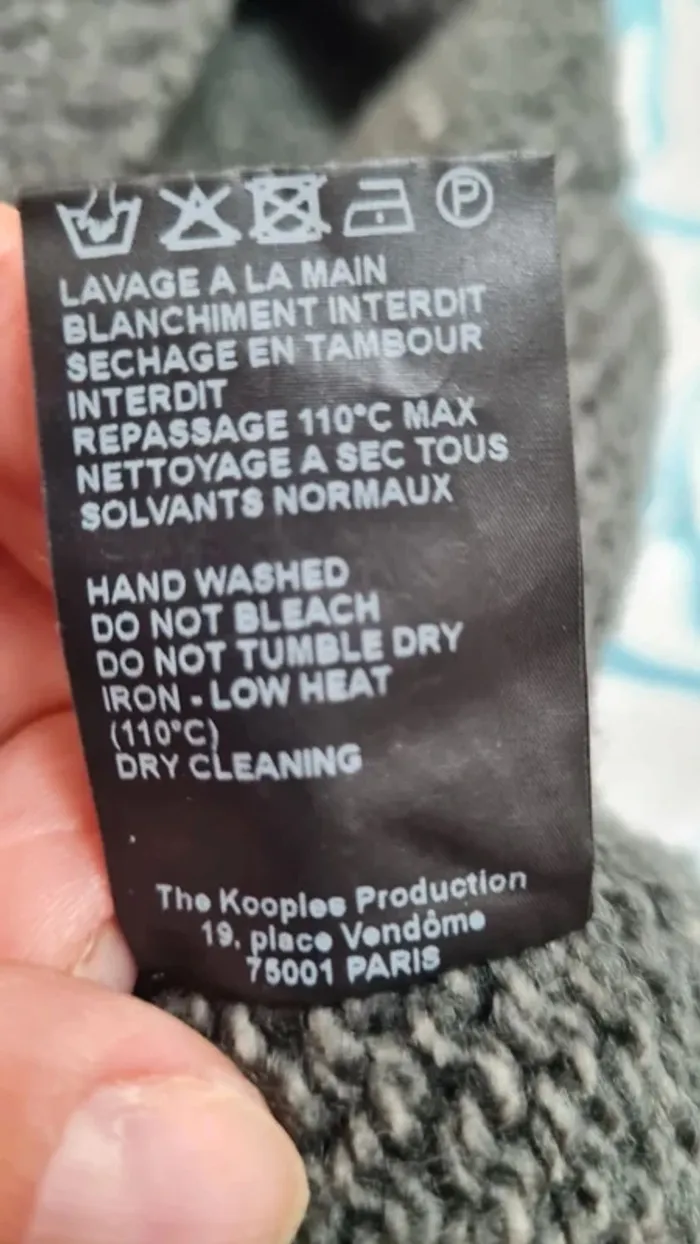 P
LAVAGE A LA MAIN
BLANCHIMENT INTERDIT
SECHAGE EN TAMBOUR
INTERDIT
REPASSAGE 110°C MAX
NETTOYAGE A SEC TOUS
SOLVANTS NORMAUX
HAND WASHED
DO NOT BLEACH
DO NOT TUMBLE DRY
IRON - LOW HEAT
(110°C)
DRY CLEANING
The Kooples Production
19, place Vendôme
75001 PARIS